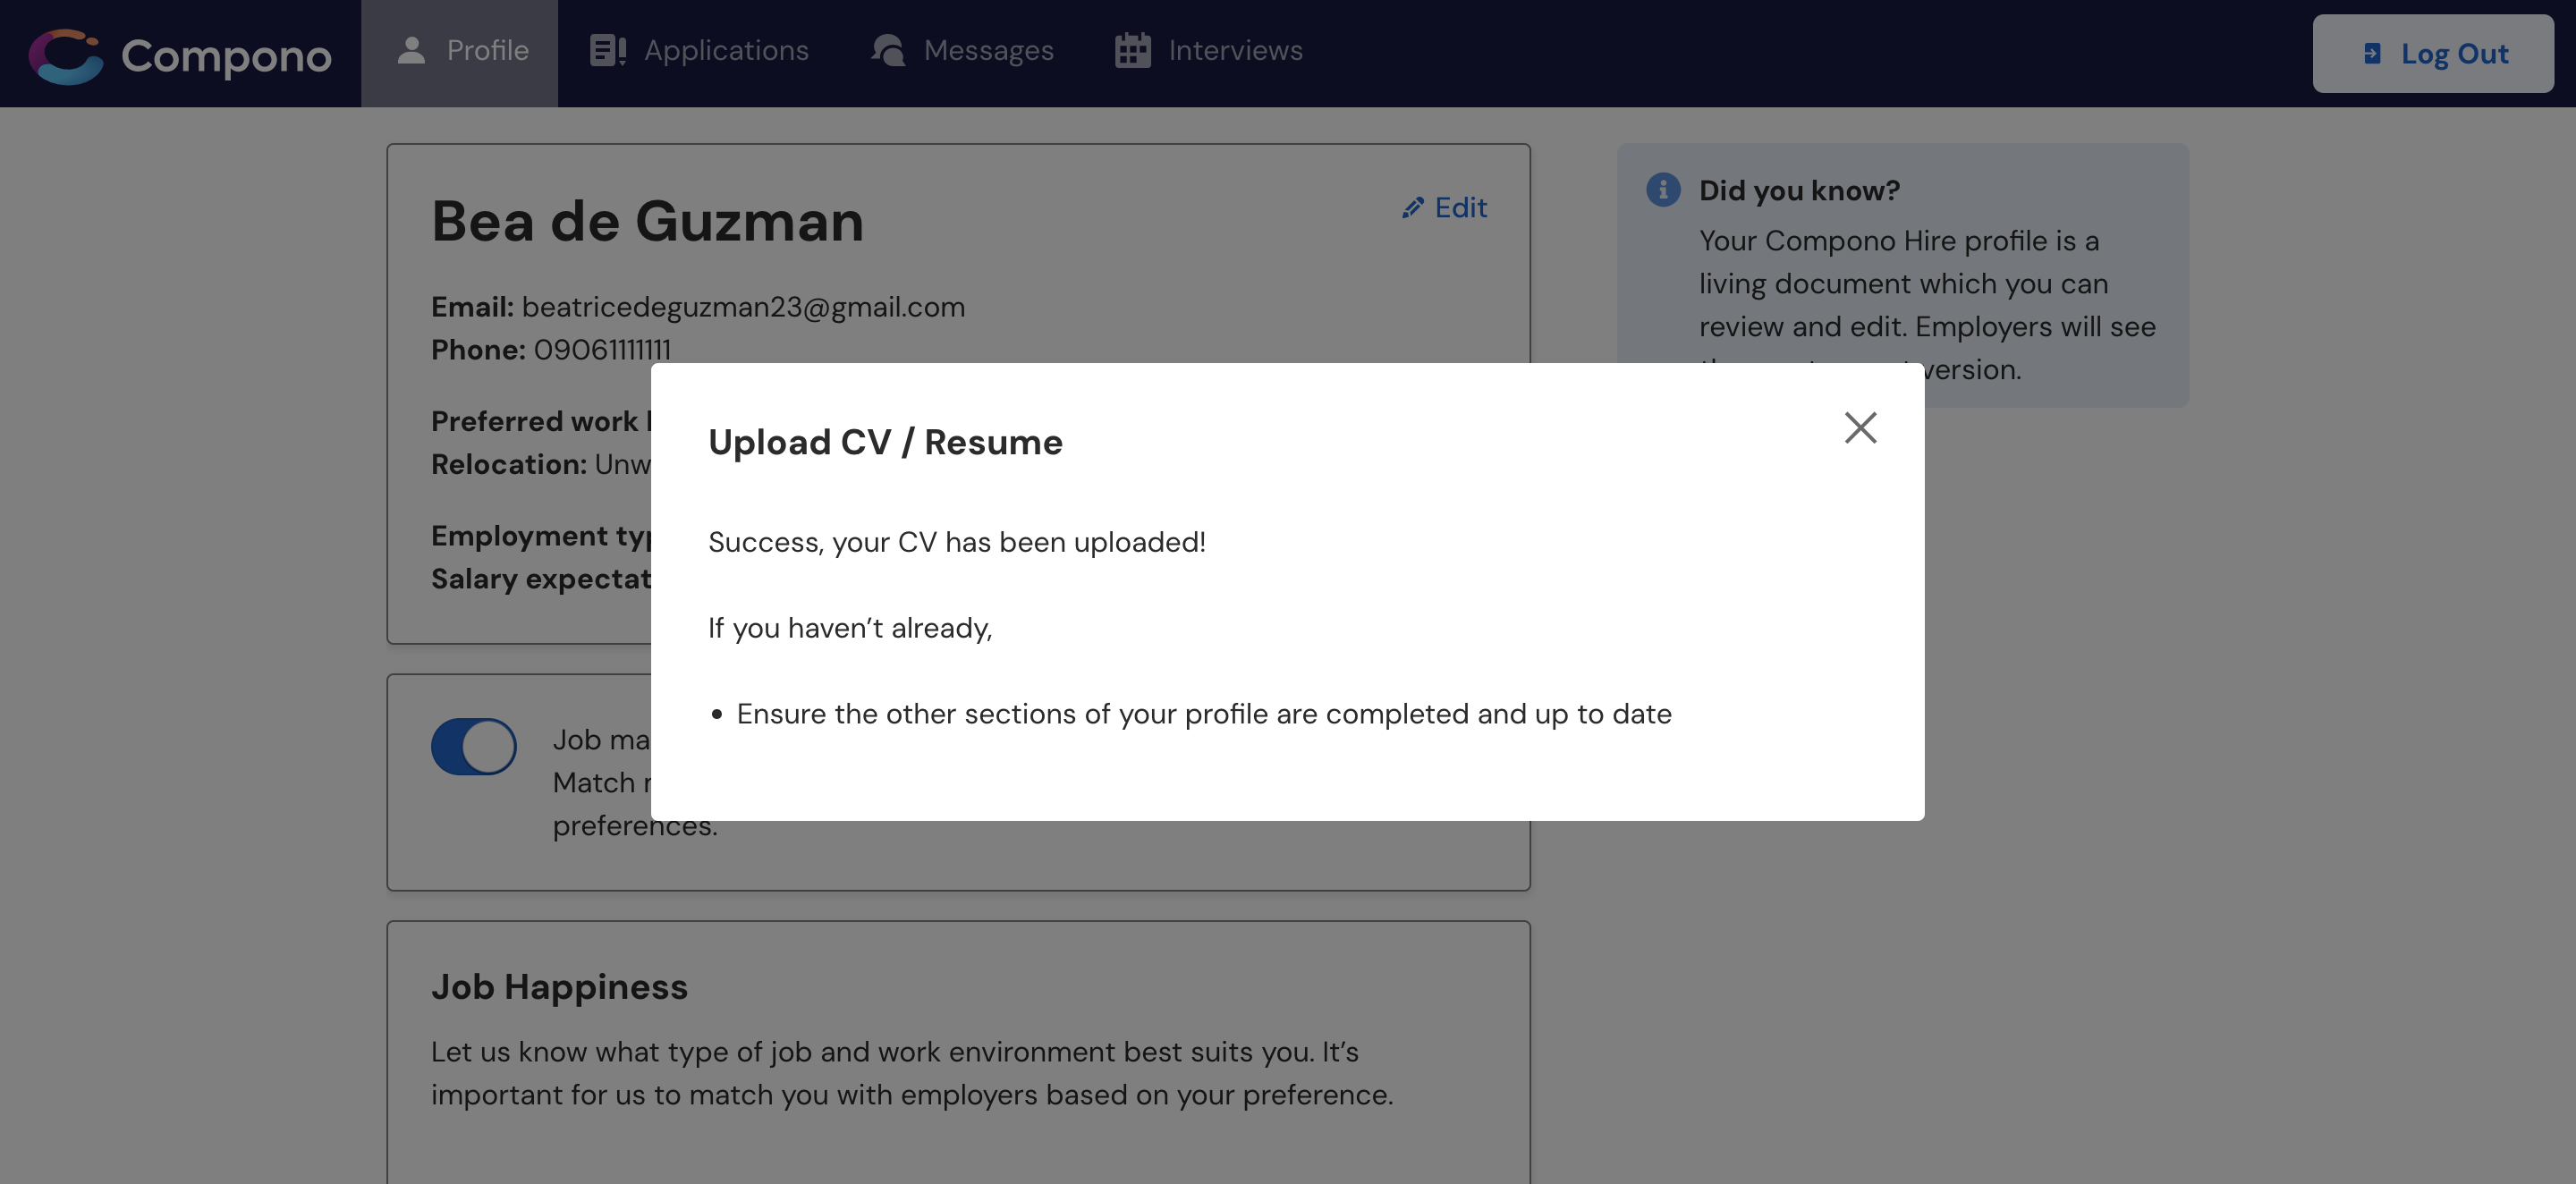 Compono
Profile
Applications
Messages
Interviews
Log Out
Bea de Guzman
Edit
Email: beatricedeguzman23@gmail.com
Phone: 09061111111
Preferred work
Relocation:
Employment
Salary
Did you know?
Your Compono Hire profile is a
living document which you can
review and edit. Employers will see
version.
Upload CV / Resume
Success, your CV has been uploaded!
If you haven’t already,
• Ensure the other sections of your profile are completed and up to date
Job
Match
preferences.
Job Happiness
Let us know what type of job and work environment best suits you. It’s
important for us to match you with employers based on your preference.